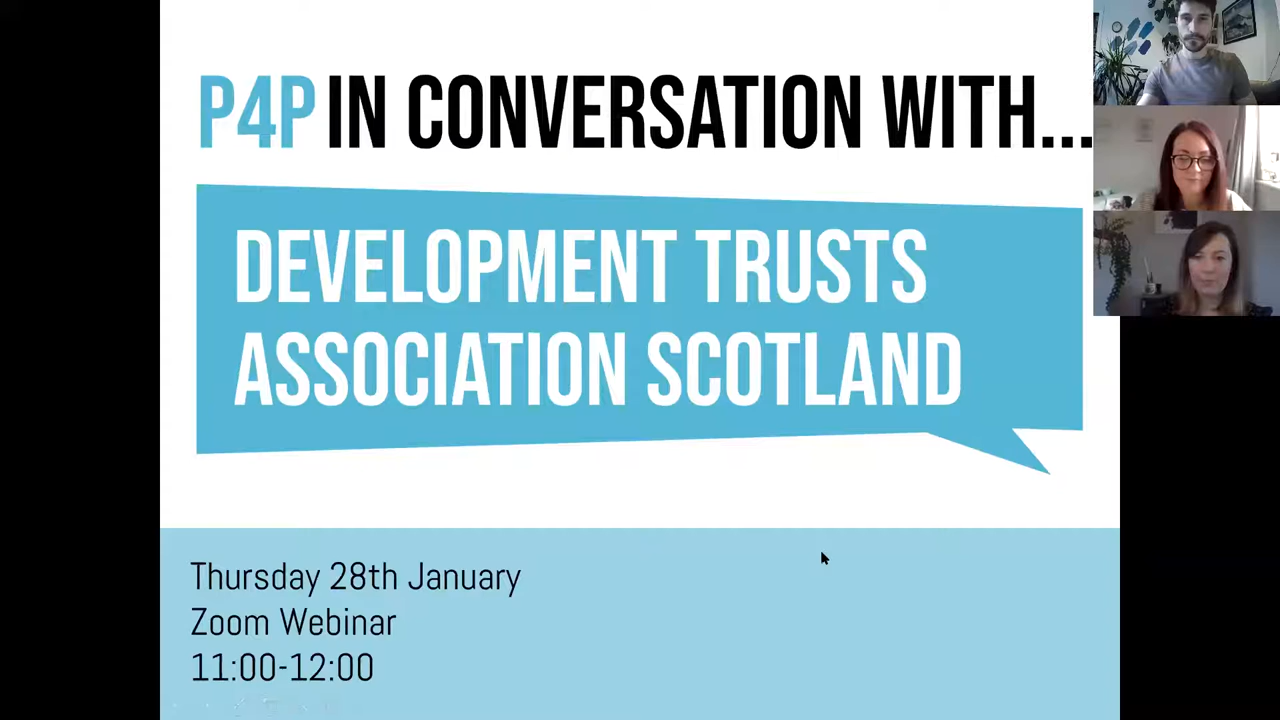 P4P IN CONVERSATION WITH...
DEVELOPMENT TRUSTS
ASSOCIATION SCOTLAND
Thursday 28th January
Zoom Webinar
11:00-12:00